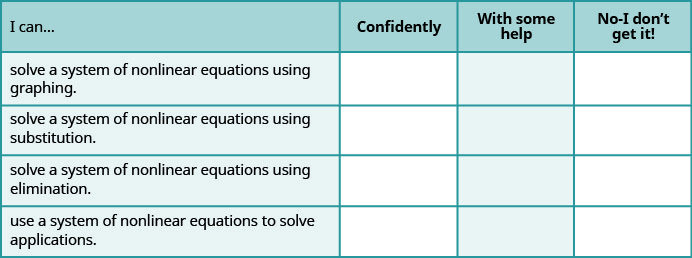 I can...
Confidently
With some
help
No-I don't
get it!
solve a system of nonlinear equations using
graphing.
solve a system of nonlinear equations using
substitution.
solve a system of nonlinear equations using
elimination.
use a system of nonlinear equations to solve
applications.